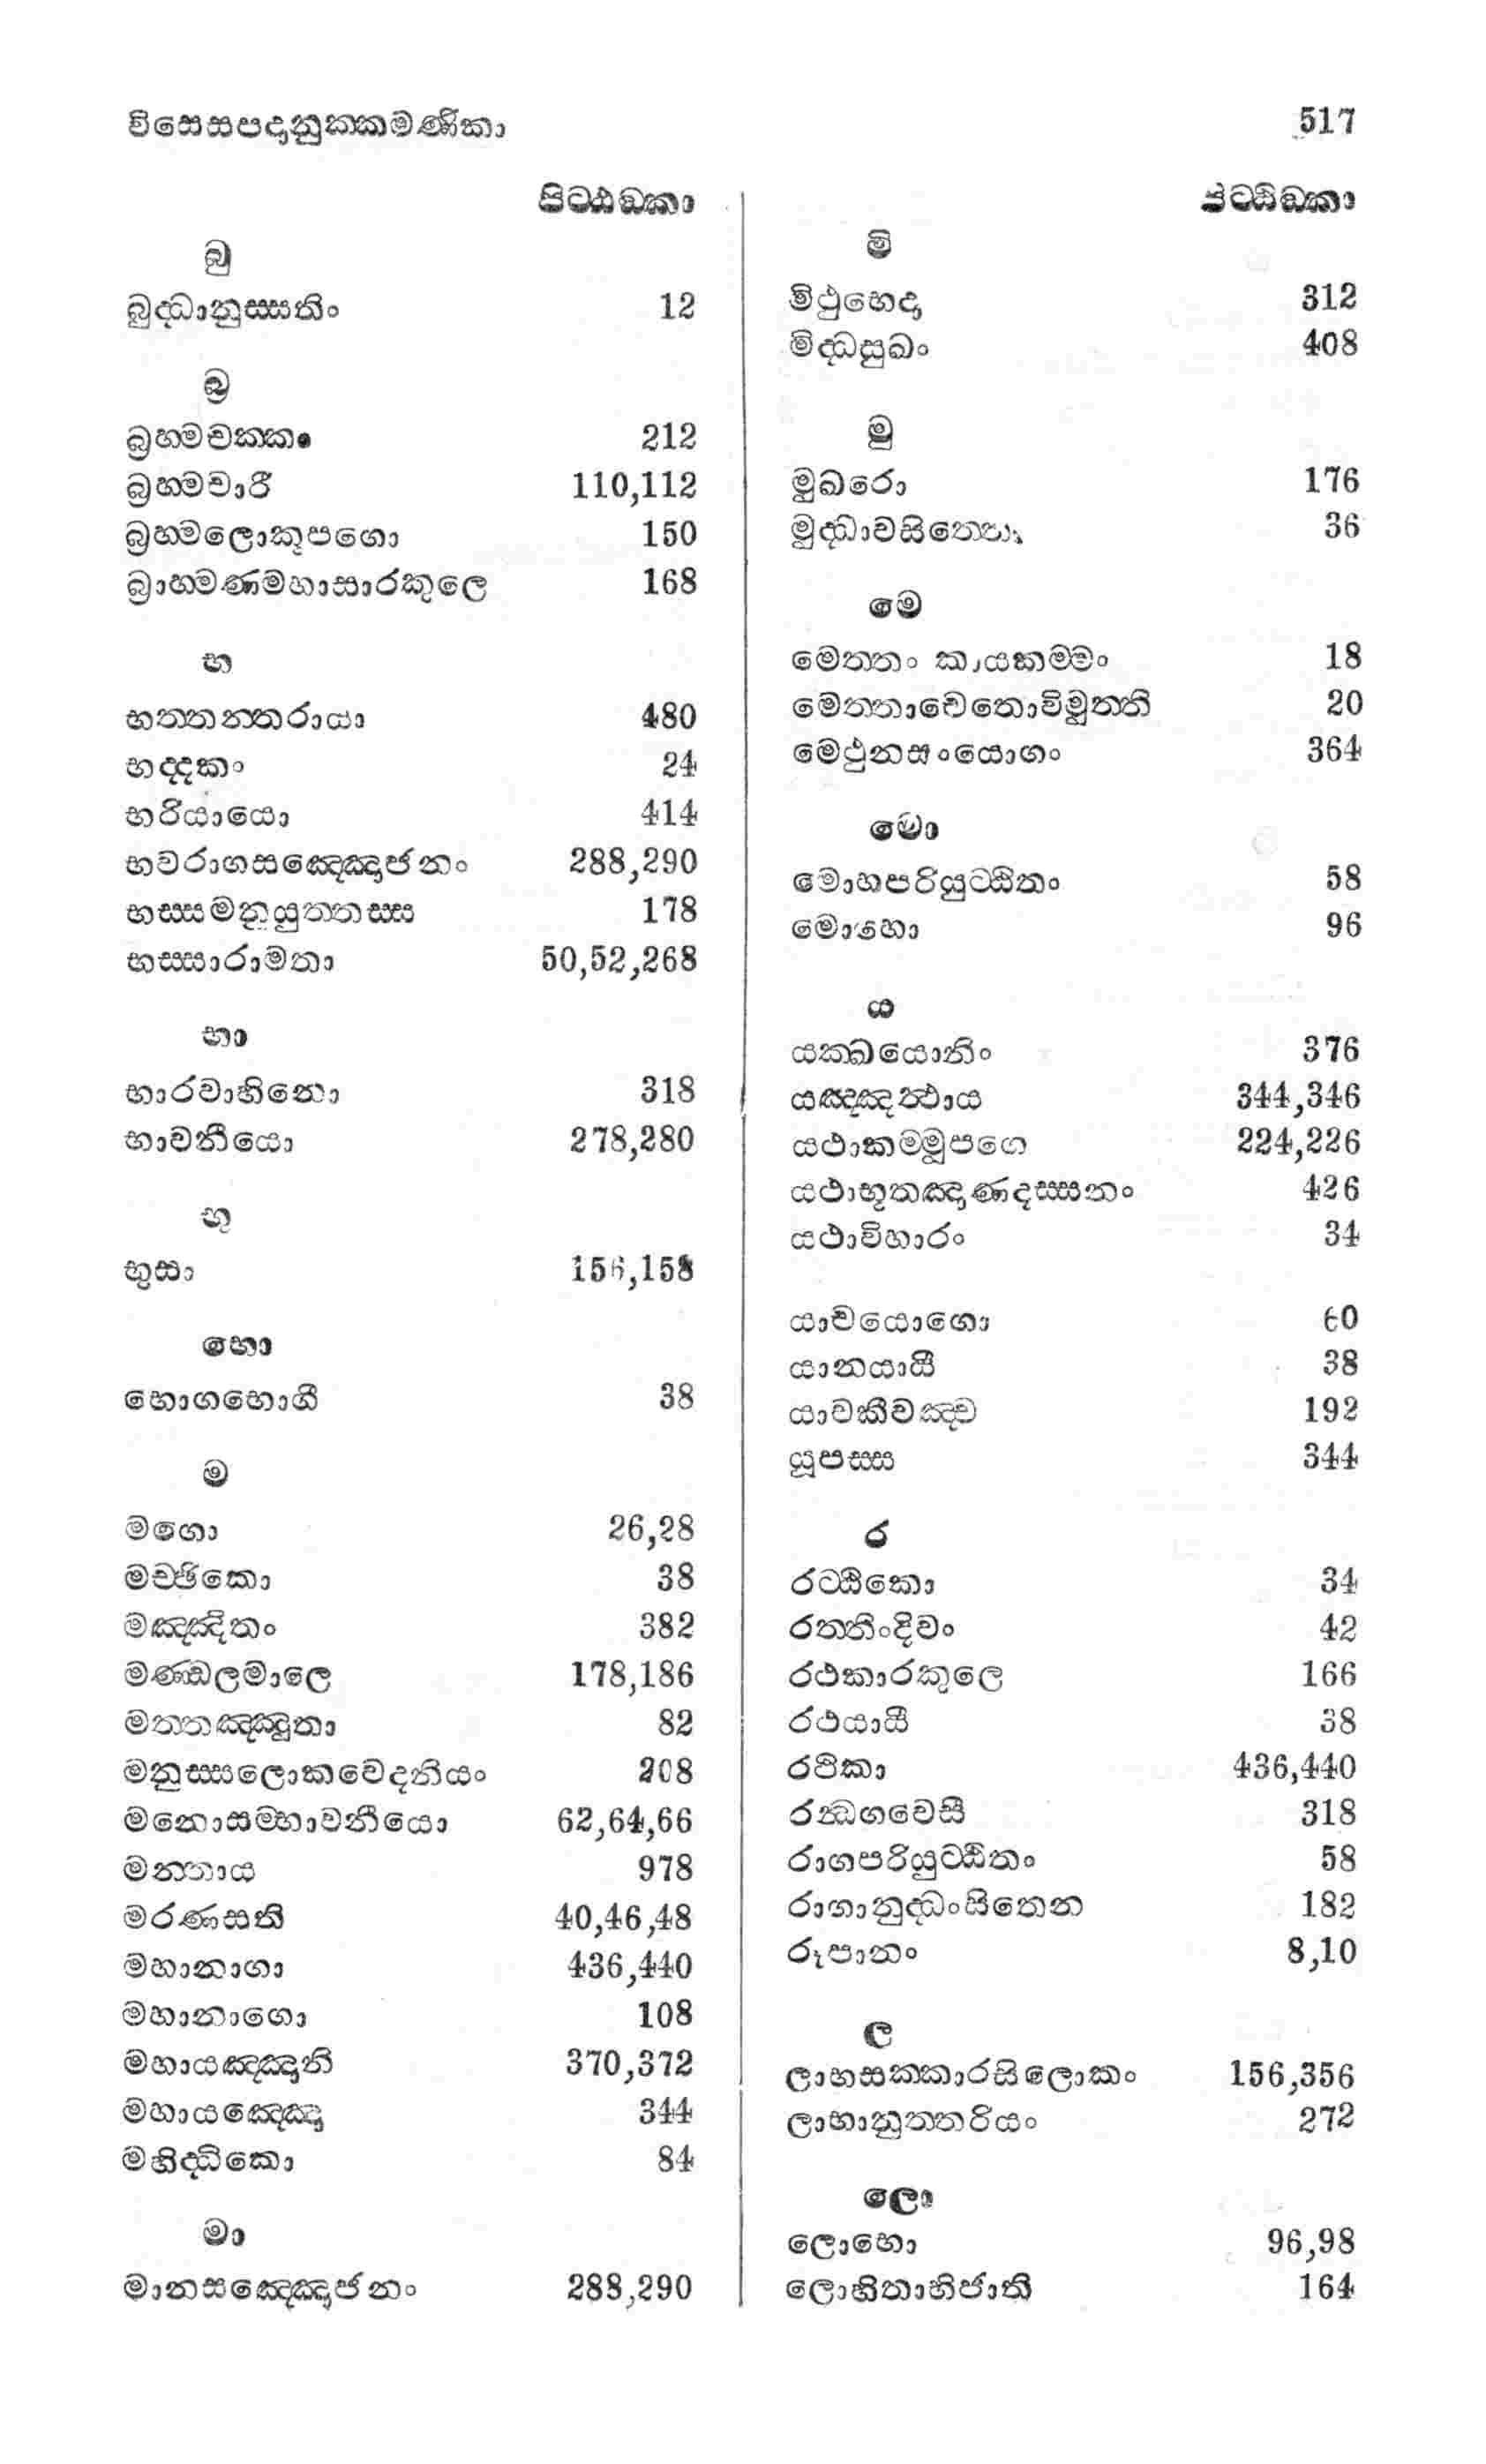 විසෙසපදානුක්කමණිකා 517
පිට්ඨඞ්කා
බු
බුද්ධානුස්සතිං 12
බ්‍ර
බ්‍රහ්මචක්කං 212
බ්‍රහ්මචාරී 110,112
බ්‍රහ්මලොකූපගො 150
බ්‍රාහ්මණමහාසාරකුලෙ 168
භ
භත්තන්තරායා 480
භද්දකං 24
භරියායො 414
භවරාගසඤ්ඤොජනං 288,290
භස්සමනුයුත්තස්ස 178
භස්සාරාමතා 50,52,268
භා
භාරවාහිනො 318
භාවනීයො 278,280
භු
භුසා 156,158
භො
භොගභොගී 38
ම
මගො 26,28
මච්ඡිකො 38
මඤ්ඤිතං 382
මණ්ඩලමාලෙ 178,186
මත්තඤ්ඤුතා 82
මනුස්සලොකවෙදනියං 208
මනොසම්භාවනීයො 62,64,66
මන්තාය 978
මරණසති 40,46,48
මහානාගා 436,440
මහානාගො 108
මහායඤ්ඤාති 370,372
මහායඤ්ඤෙ 344
මහිද්ධිකො 84
මා
මානසඤ්ඤොජනං 288,290
පිට්ඨිඞ්කා
මි
මිථුභෙදා 312
මිද්ධසුඛං 408
මු
මුඛරො 176
මුද්ධාවසිත්තො 36
මෙ
මෙත්තං කායකම්මං 18
මෙත්තාචෙතොවිමුත්ති 20
මෙථුනසංයොගං 364
මො
මොහපරියුට්ඨිතං 58
මොහො 96
ය
යක්ඛයොනිං 376
යඤ්ඤත්ථාය 344,346
යථාකම්මූපගෙ 224,226
යථාභූතඤාණදස්සනං 426
යථාවිහාරං 34
යාචයොගො 60
යානයායී 38
යාවකීවඤ්ච 192
යූපස්ස 344
ර
රට්ඨිකො 34
රත්තිංදිවං 42
රථකාරකුලෙ 166
රථයායී 38
රථිකා 436,440
රන්ධගවෙසී 318
රාගපරියුට්ඨිතං 58
රාගානුද්ධංසිතෙන 182
රූපානං 8,10
ල
ලාභසක්කාරසිලොකං 156,356
ලාභානුත්තරියං 272
ලො
ලොභො 96,98
ලොහිතාභිජාති 164